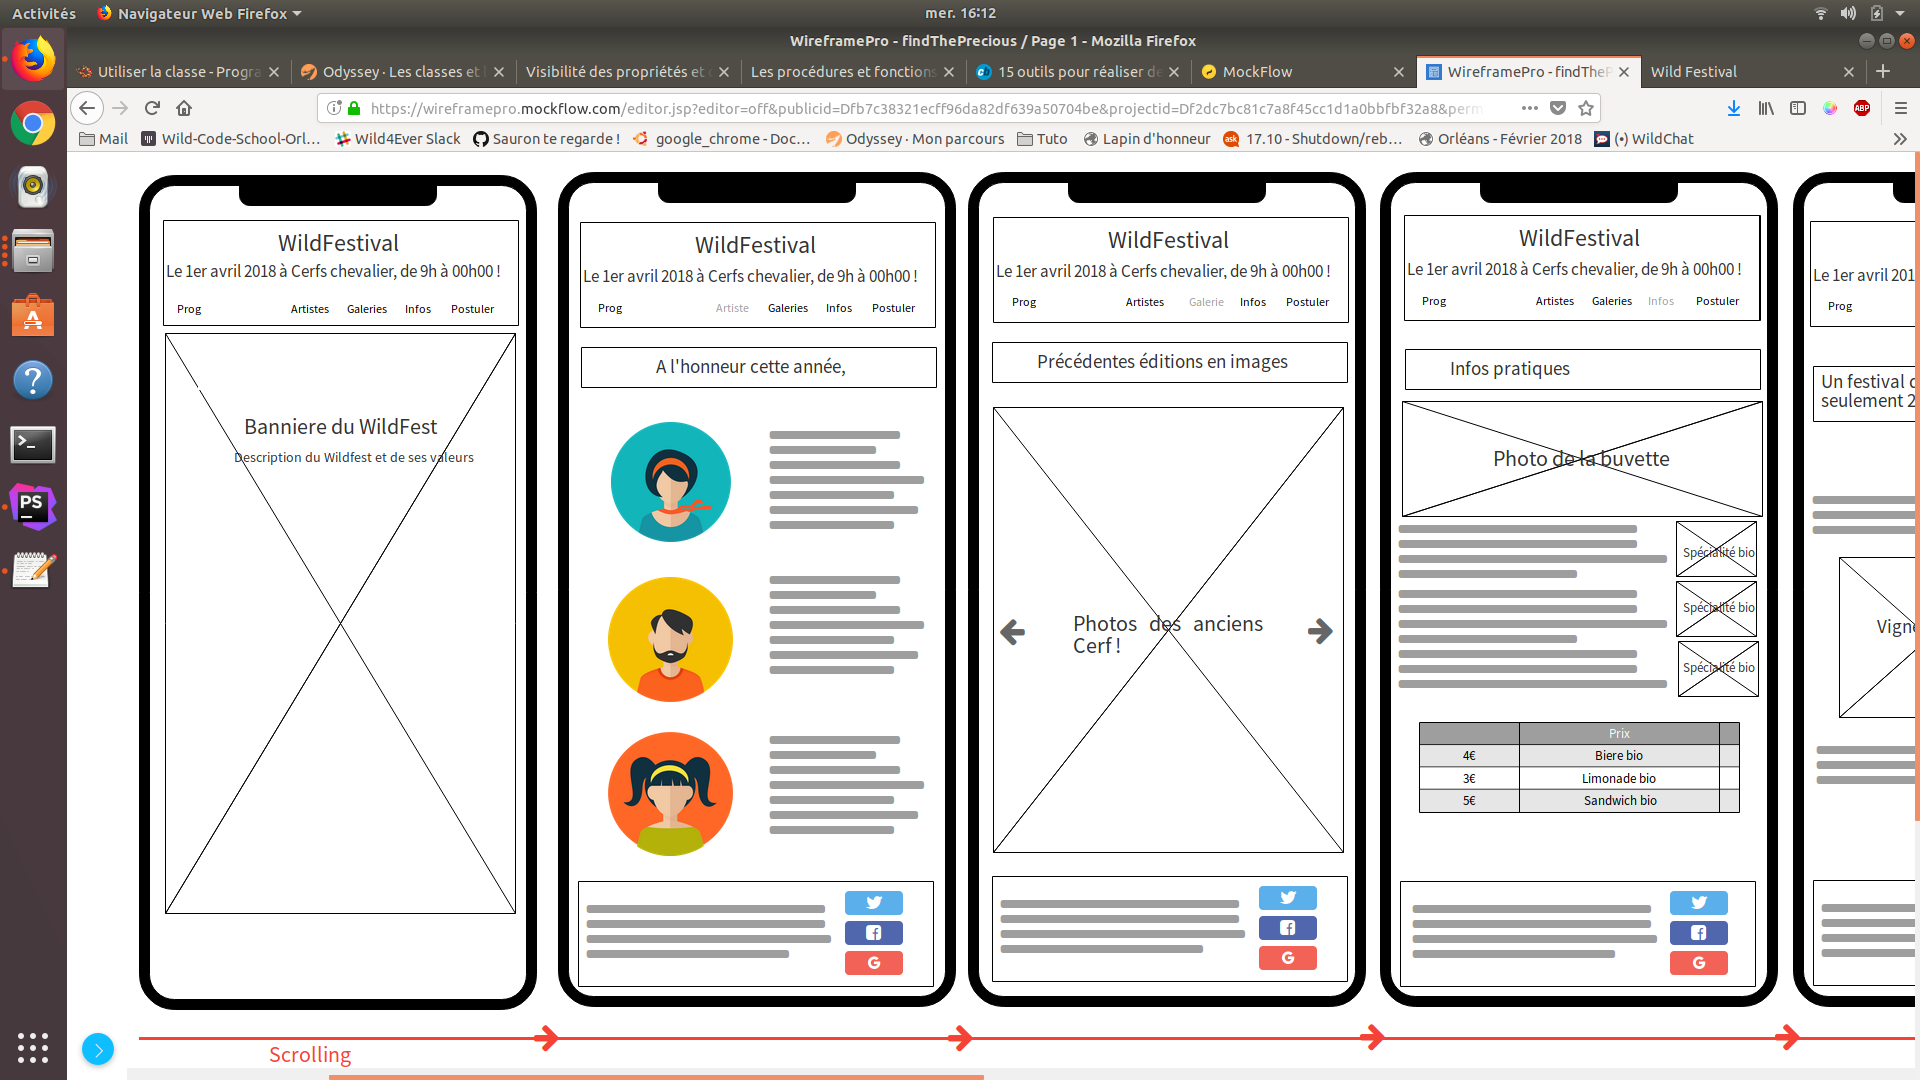 Activités
Navigateur Web Firefox
mer. 16:12
WireframePro - findThePrecious / Page 1 - Mozilla Firefox
Utiliser la classe - Progra
Odyssey · Les classes et l
Visibilité des propriétés et c
Les procédures et fonctions
15 outils pour réaliser de
MockFlow
WireframePro - findTheP
Wild Festival
https://wireframepro.mockflow.com/editor.jsp?editor=off&publicid=Dfb7c38321ecff96da82df639a50704be&projectid=Df2dc7bc81c7a8f45cc1d1a0bbfbf32a8&perm
Mail
Wild-Code-School-Orl…
Wild4Ever Slack
Sauron te regarde !
google_chrome - Doc…
Odyssey · Mon parcours
Tuto
Lapin d'honneur
17.10 - Shutdown/reb…
Orléans - Février 2018
(•) WildChat
WildFestival
Le 1er avril 2018 à Cerfs chevalier, de 9h à 00h00 !
Prog Artistes Galeries Infos Postuler
Banniere du WildFest
Description du Wildfest et de ses valeurs
WildFestival
Le 1er avril 2018 à Cerfs chevalier, de 9h à 00h00 !
Prog Artiste Galeries Infos Postuler
A l'honneur cette année,
WildFestival
Le 1er avril 2018 à Cerfs chevalier, de 9h à 00h00 !
Prog Artistes Galerie Infos Postuler
Précédentes éditions en images
Photos des anciens
Cerf !
WildFestival
Le 1er avril 2018 à Cerfs chevalier, de 9h à 00h00 !
Prog Artistes Galeries Infos Postuler
Infos pratiques
Photo de la buvette
Spécialité bio
Spécialité bio
Spécialité bio
Prix
4€ Biere bio
3€ Limonade bio
5€ Sandwich bio
Le 1er avril 201
Prog
Un festival
seulement 2
Vign
Scrolling